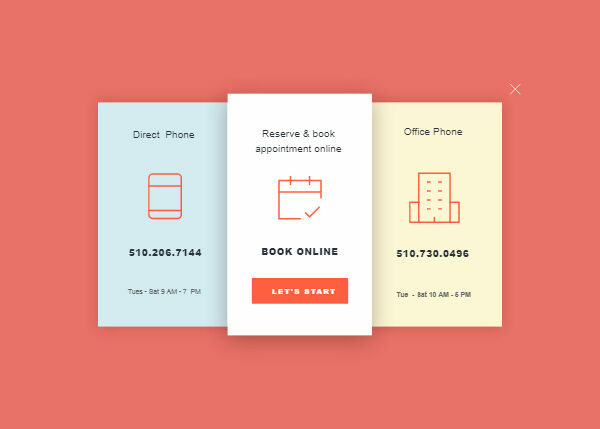 Direct Phone
510.206.7144
Tues - Sat 9 AM - 7 PM
Reserve & book
appointment online
BOOK ONLINE
LET'S START
Office Phone
510.730.0496
Tue - Sat 10 AM - 5 PM